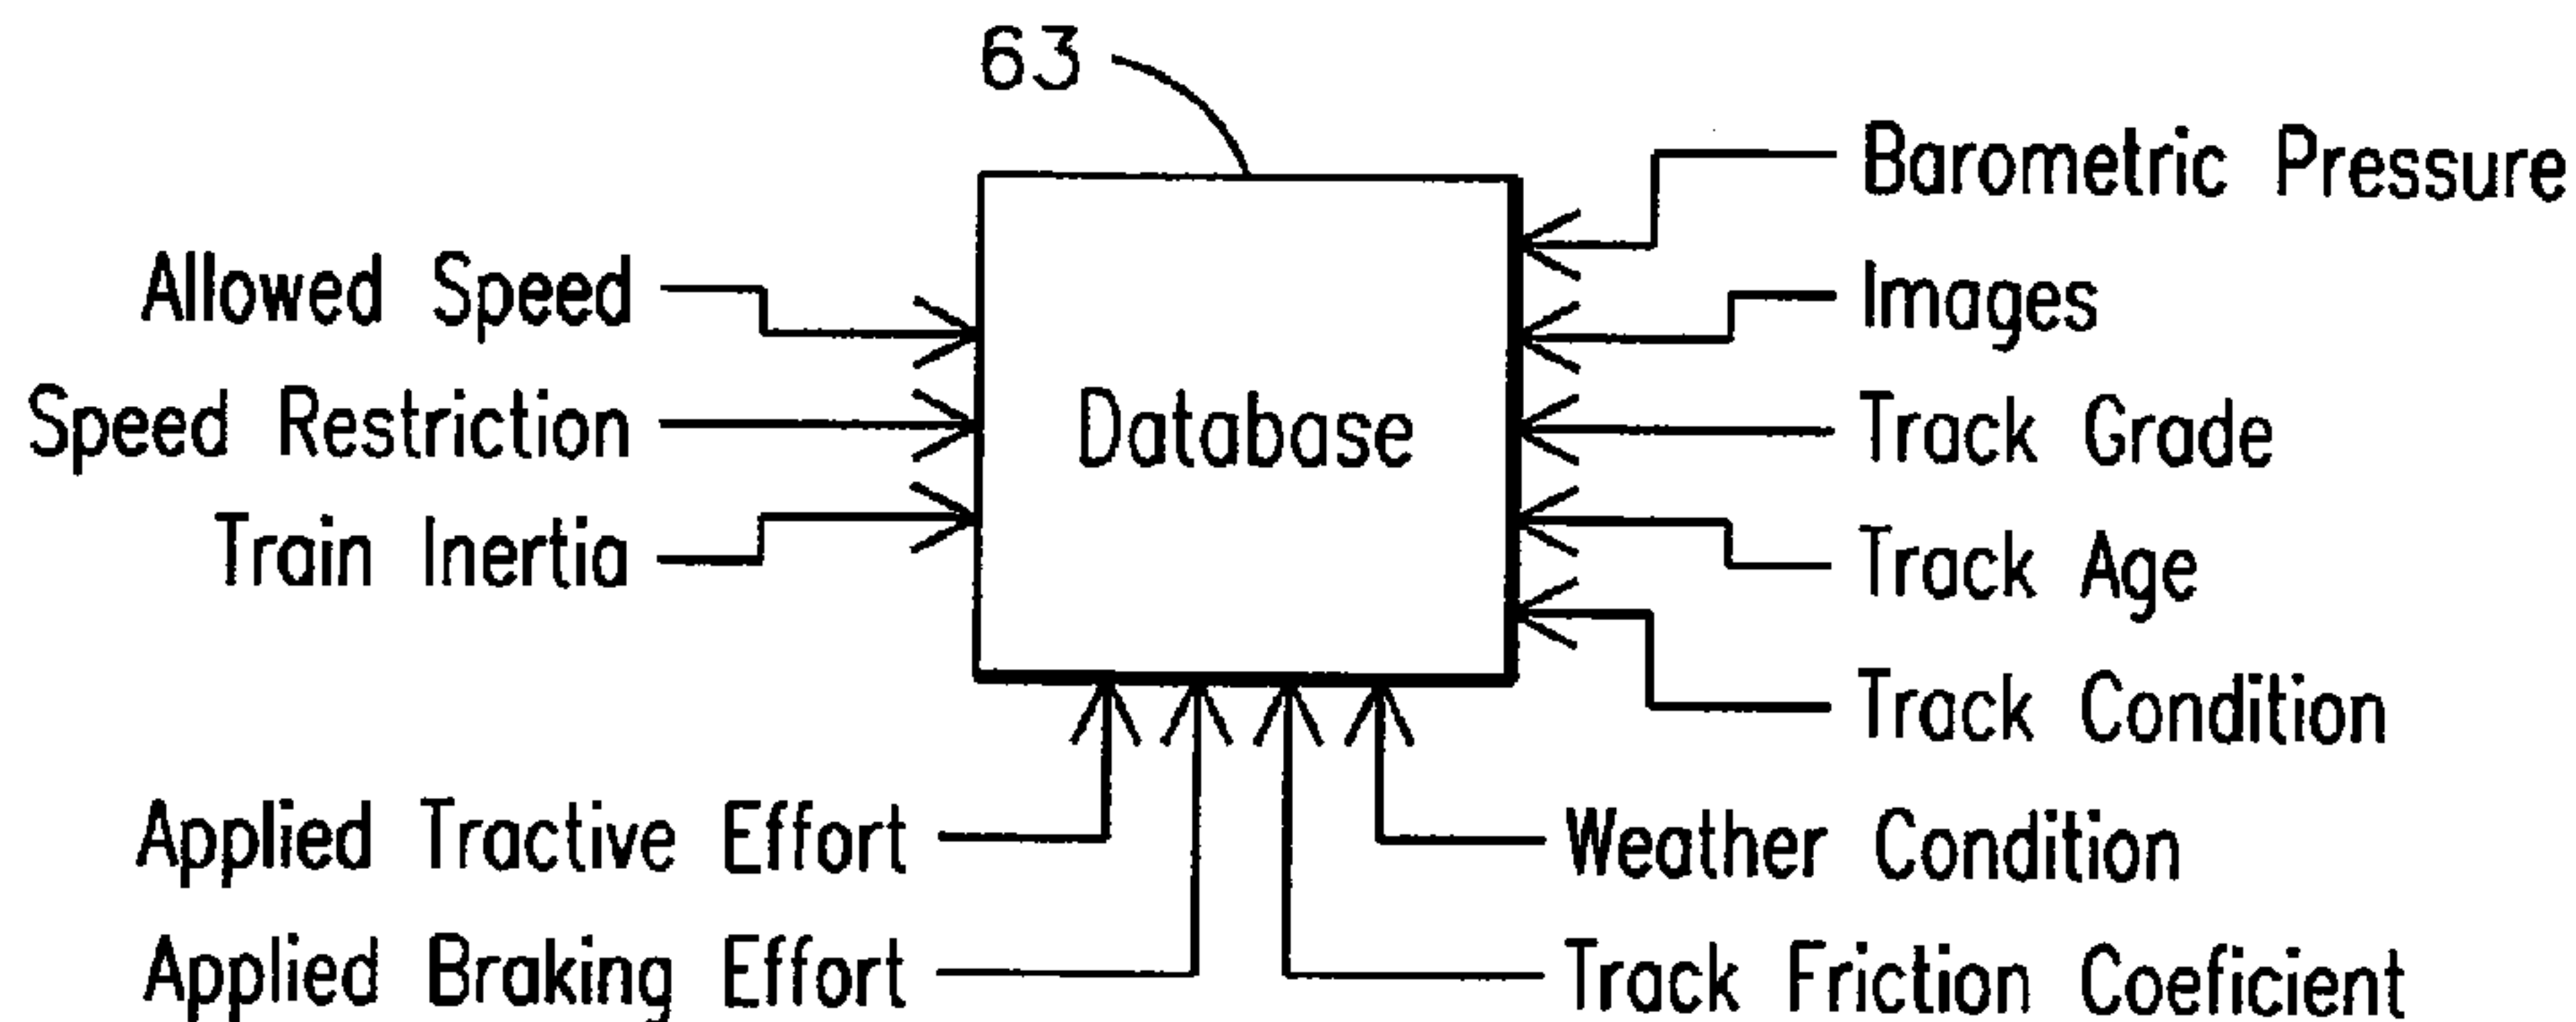 63
Database
Allowed Speed
Speed Restriction
Train Inertia
Applied Tractive Effort
Applied Braking Effort
Barometric Pressure
Images
Track Grade
Track Age
Track Condition
Weather Condition
Track Friction Coeficient